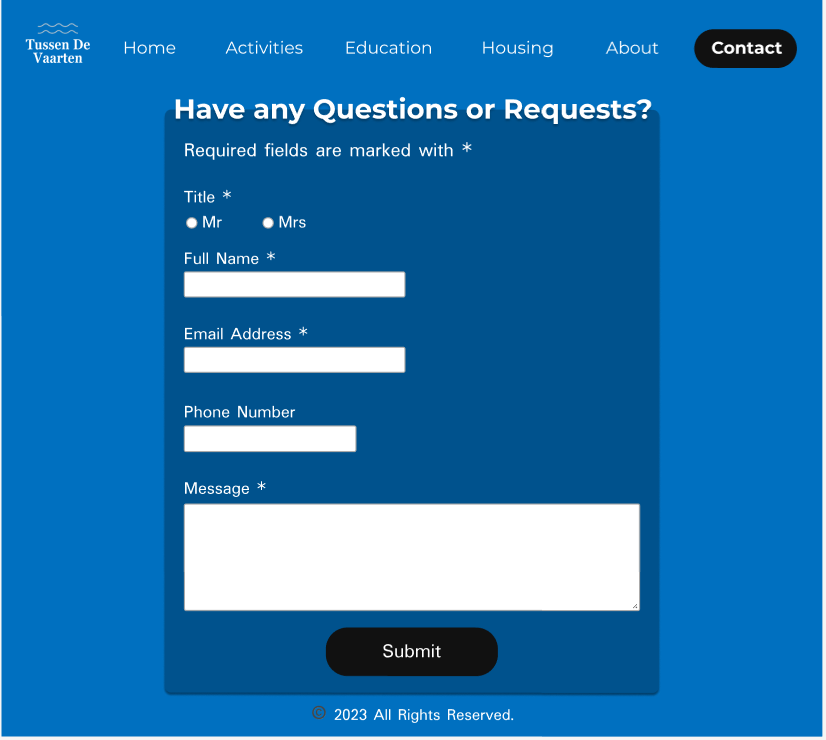 Tussen De
Vaarten
Home Activities Education Housing About Contact
Have any Questions or Requests?
Required fields are marked with *
Title *
Mr Mrs
Full Name *
Email Address *
Phone Number
Message *
Submit
© 2023 All Rights Reserved.